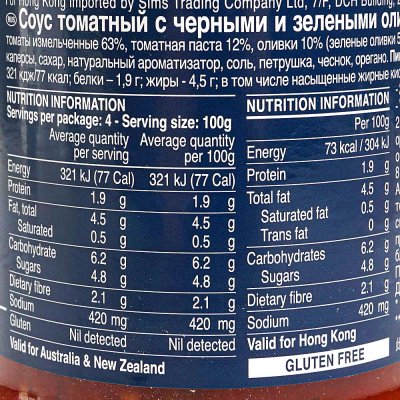 For Hong Kong Imported by Sims Trading Company Ltd, 7/F, DCH Building,
RUS Соус томатный с черными и зелеными
томаты измельченные 63%, томатная паста 12%, оливки 10% (зеленые оливки
каперсы, сахар, натуральный ароматизатор, соль, петрушка, чеснок, орегано.
321 кДж/77 ккал; белки – 1,9 г; жиры - 4,5 г; в том числе насыщенные жирные
NUTRITION INFORMATION
Servings per package: 4 - Serving size: 100g
Average quantity per serving Average quantity per 100g
Energy 321 kJ (77 Cal) 321 kJ (77 Cal)
Protein 1.9 g 1.9 g
Fat, total 4.5 g 4.5 g
Saturated 0.5 g 0.5 g
Carbohydrate 6.2 g 6.2 g
Sugars 4.8 g 4.8 g
Dietary fibre 2.1 g 2.1 g
Sodium 420 mg 420 mg
Gluten Nil detected Nil detected
Valid for Australia & New Zealand
NUTRITION INFORMATION
Per 100g
Energy 73 kcal / 304 kJ
Protein 1.9 g
Total fat 4.5 g
Saturated fat 0.5 g
Trans fat 0 g
Carbohydrates 6.2 g
Sugars 4.8 g
Dietary fibre 2.1 g
Sodium 420 mg
Valid for Hong Kong
GLUTEN FREE